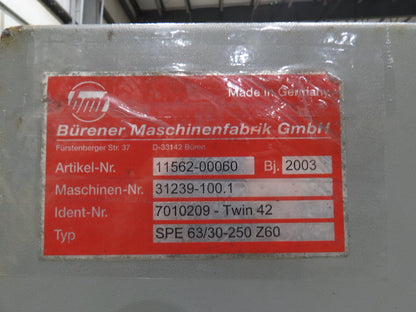 bmf
Made in Germany
Bürener Maschinenfabrik GmbH
Fürstenberger Str. 37 D-33142 Büren
Artikel-Nr. 11562-00060 Bj. 2003
Maschinen-Nr. 31239-100.1
Ident-Nr. 7010209 - Twin 42
Typ SPE 63/30-250 Z60